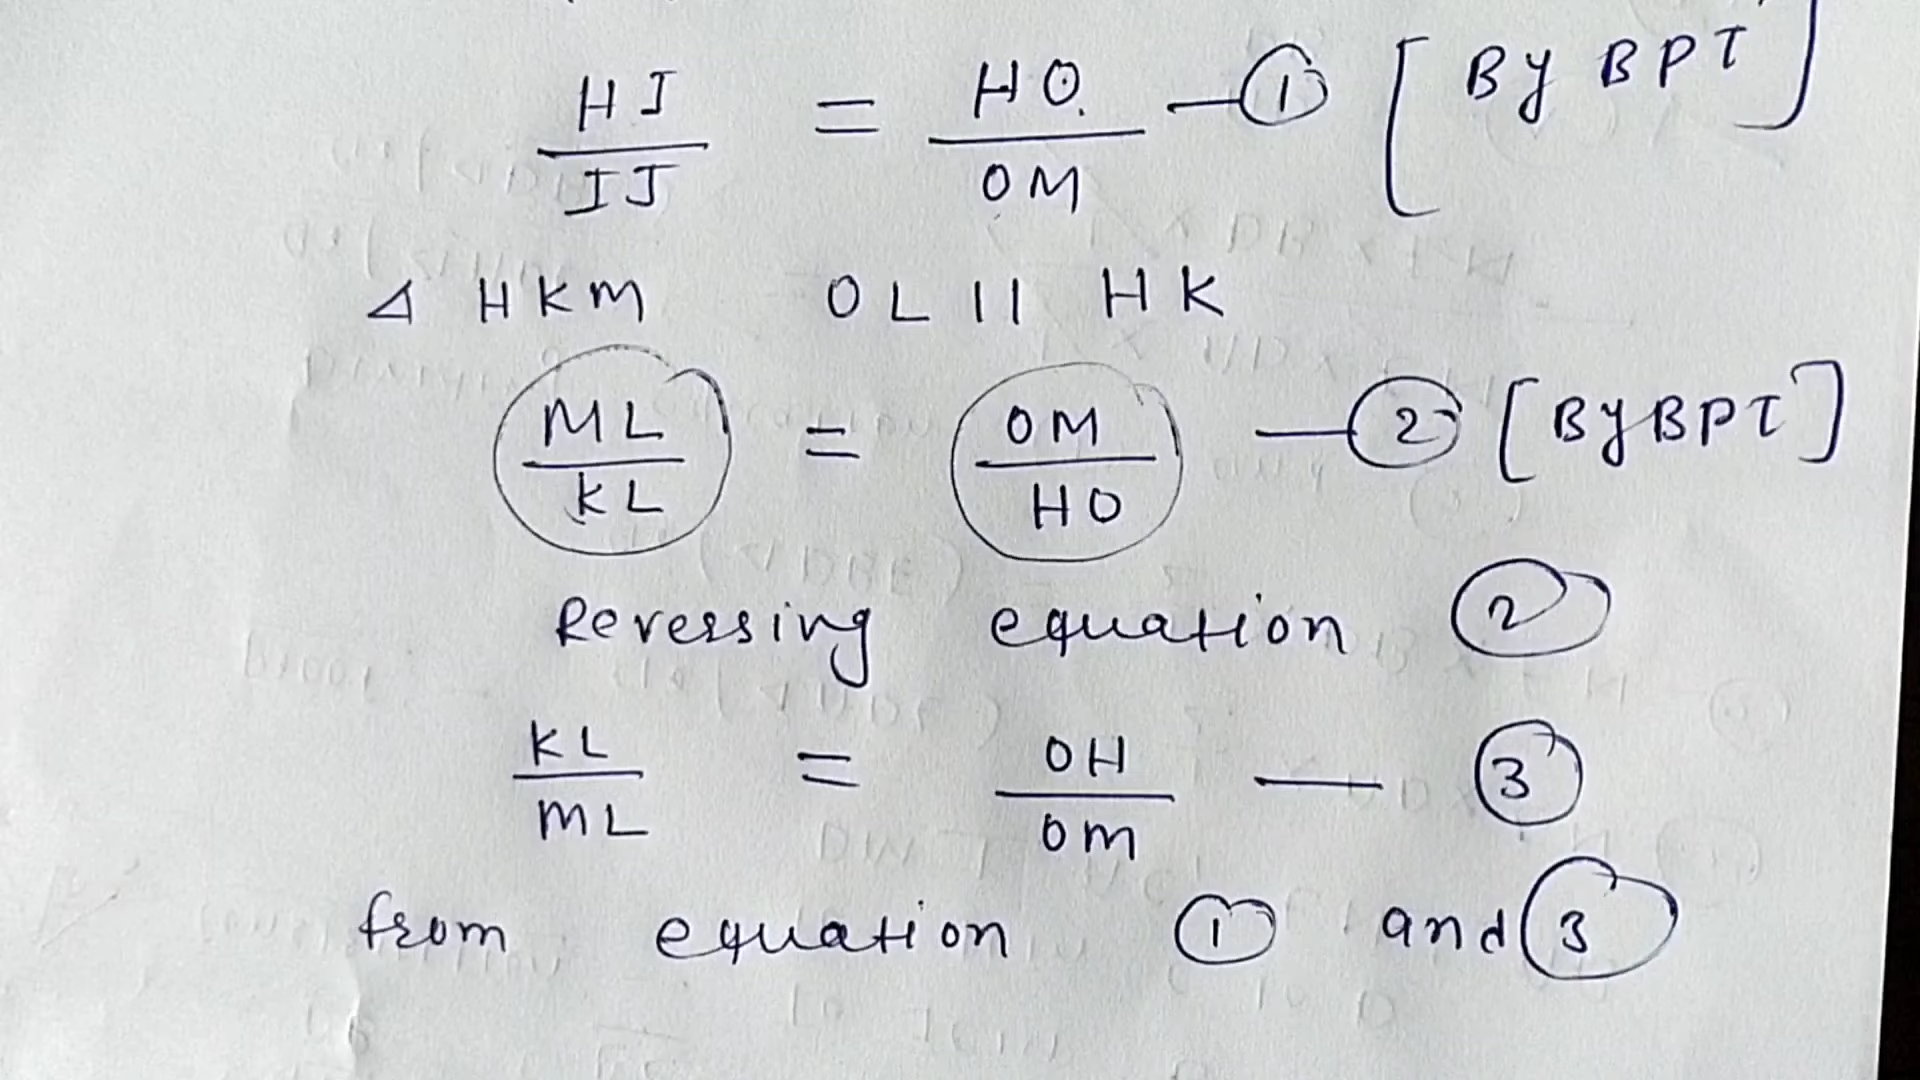 HJ/IJ = HO/OM — ① [By BPT]
△ HKM OL || HK
ML/KL = OM/HO — ② [By BPT]
Reverssing equation ②
KL/ML = OH/OM — ③
from equation ① and ③